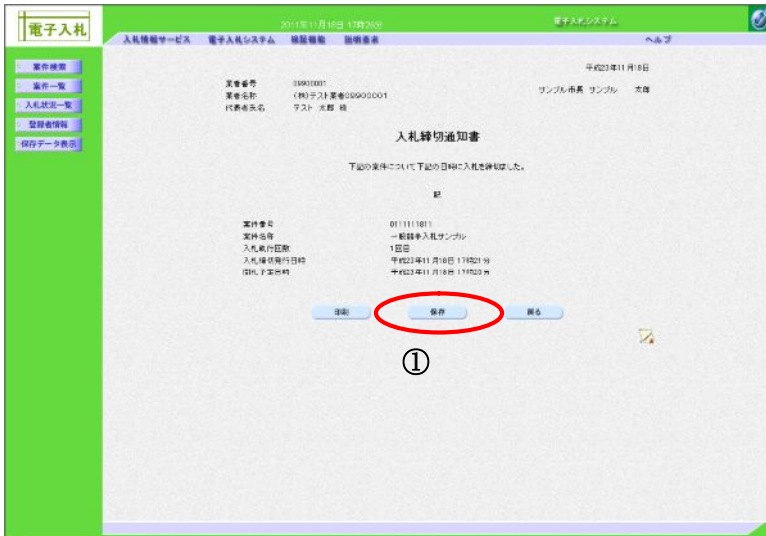 電子入札
2011年11月18日 17時26分
電子入札システム
入札情報サービス 電子入札システム 検証機能 説明要求 ヘルプ
案件検索
案件一覧
入札状況一覧
登録者情報
保存データ表示
平成23年11月18日
業者番号 09900001
業者名称 (株)テスト業者09900001
代表者氏名 テスト 太郎 様
サンプル市長 サンプル 太郎
入札締切通知書
下記の案件について下記の日時に入札を締切ました。
記
案件番号 0111111811
案件名称 一般競争入札サンプル
入札執行回数 1回目
入札締切発行日時 平成23年11月18日 17時21分
開札予定日時 平成23年11月18日 17時20分
印刷 保存 戻る
①